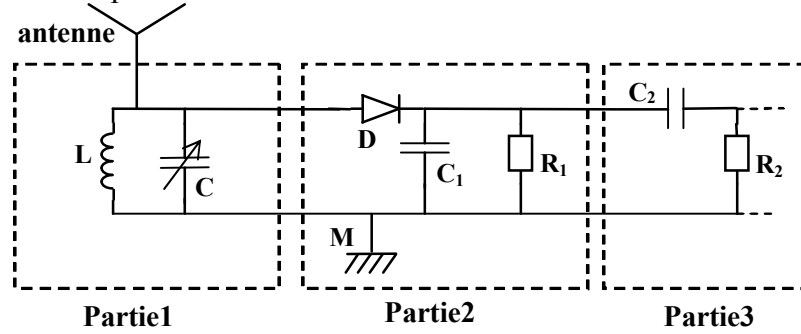 antenne
L
C
D
C₁
R₁
M
C₂
R₂
Partie1
Partie2
Partie3